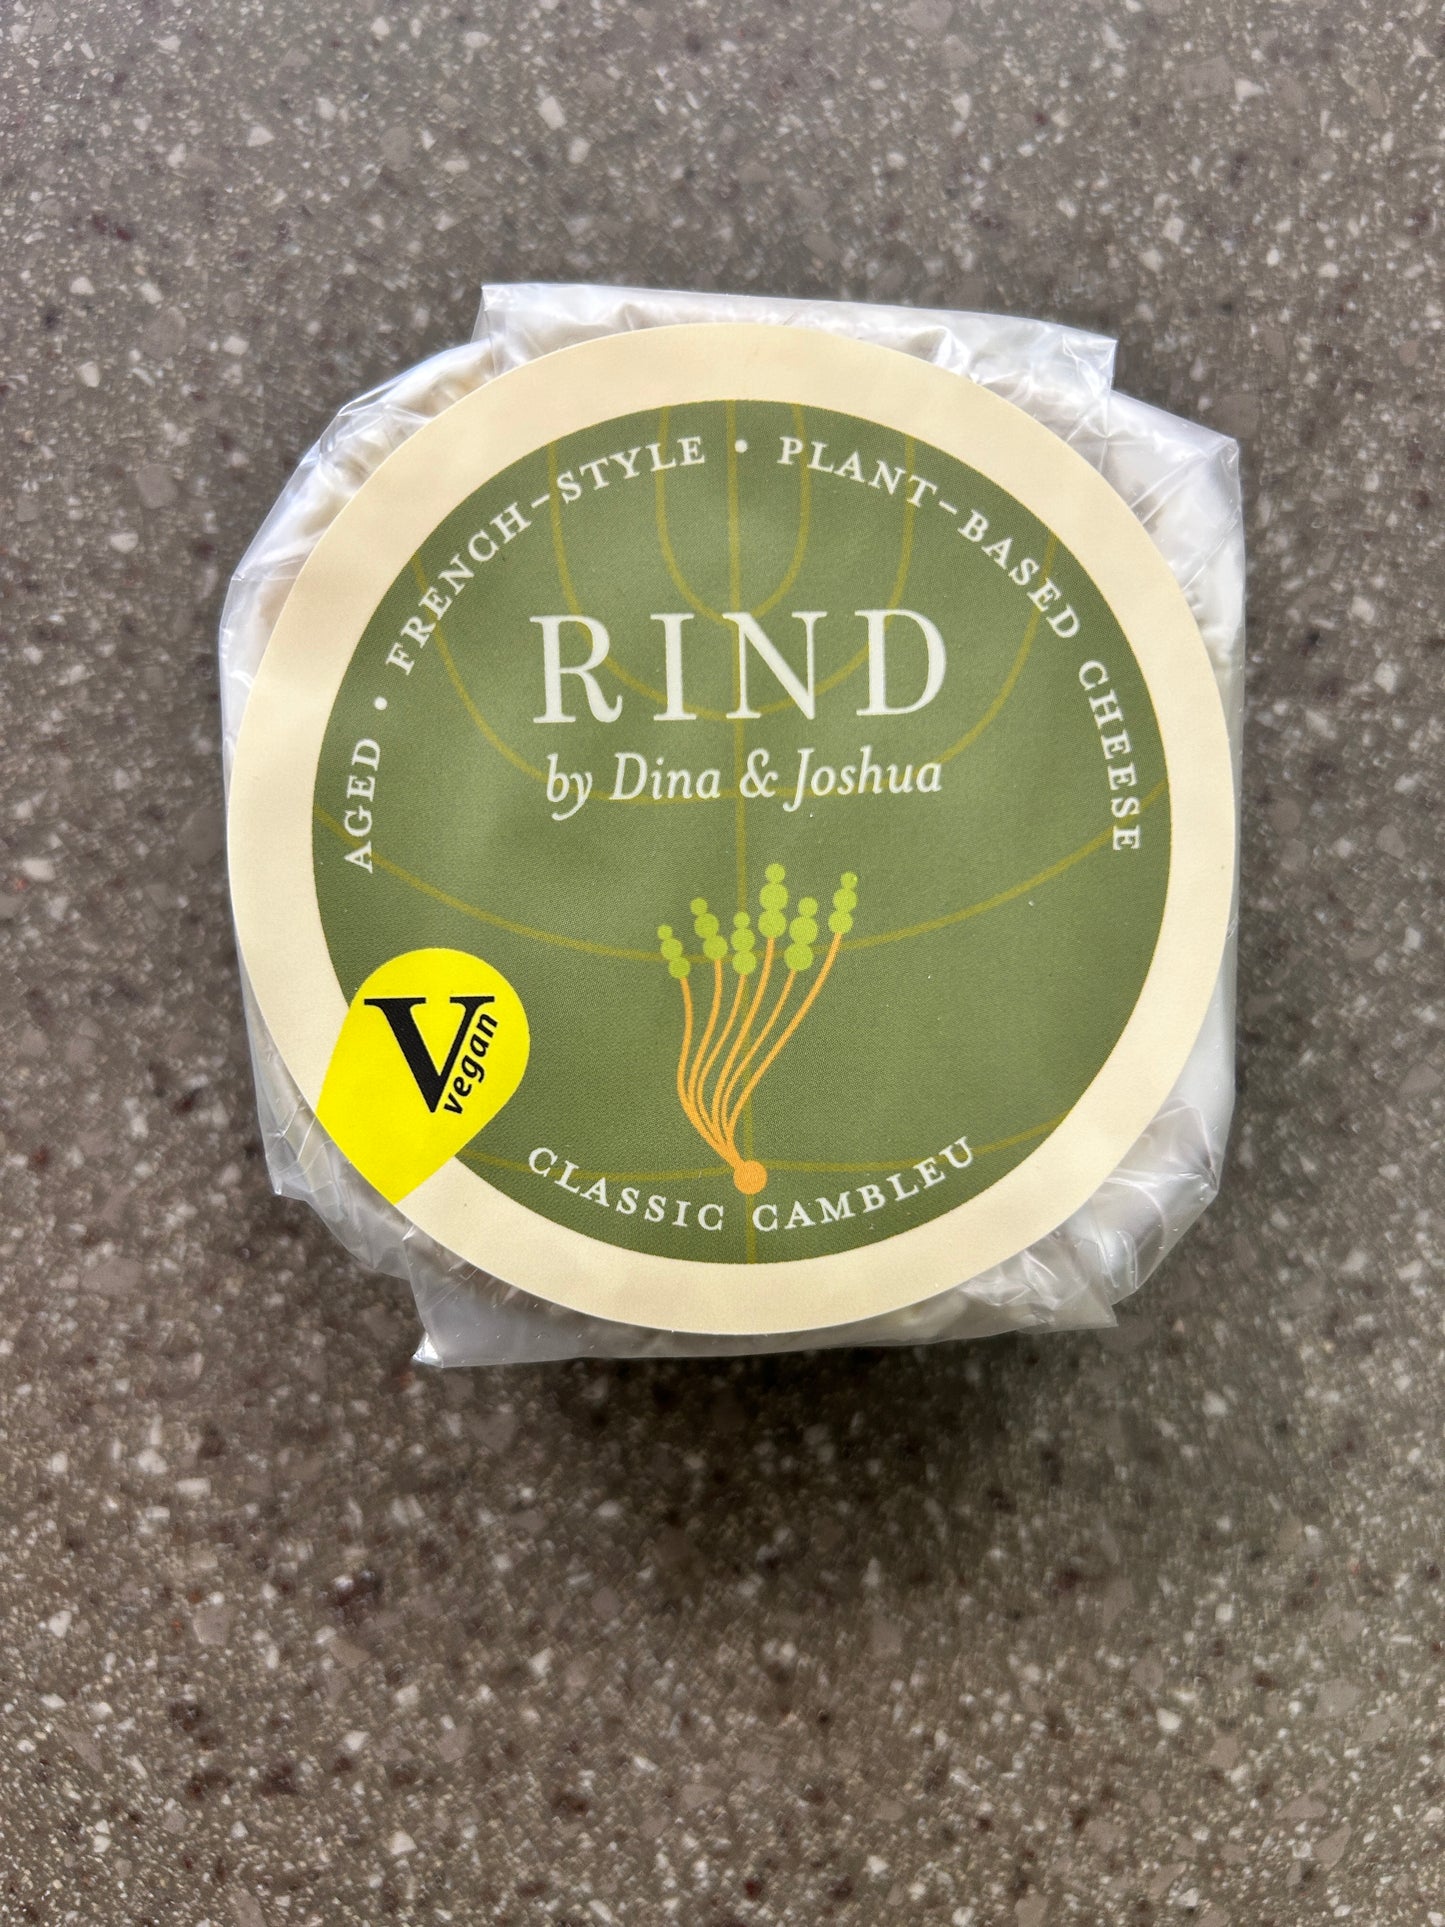 AGED • FRENCH-STYLE • PLANT-BASED CHEESE
RIND
by Dina & Joshua
V
vegan
CLASSIC CAMBLEU